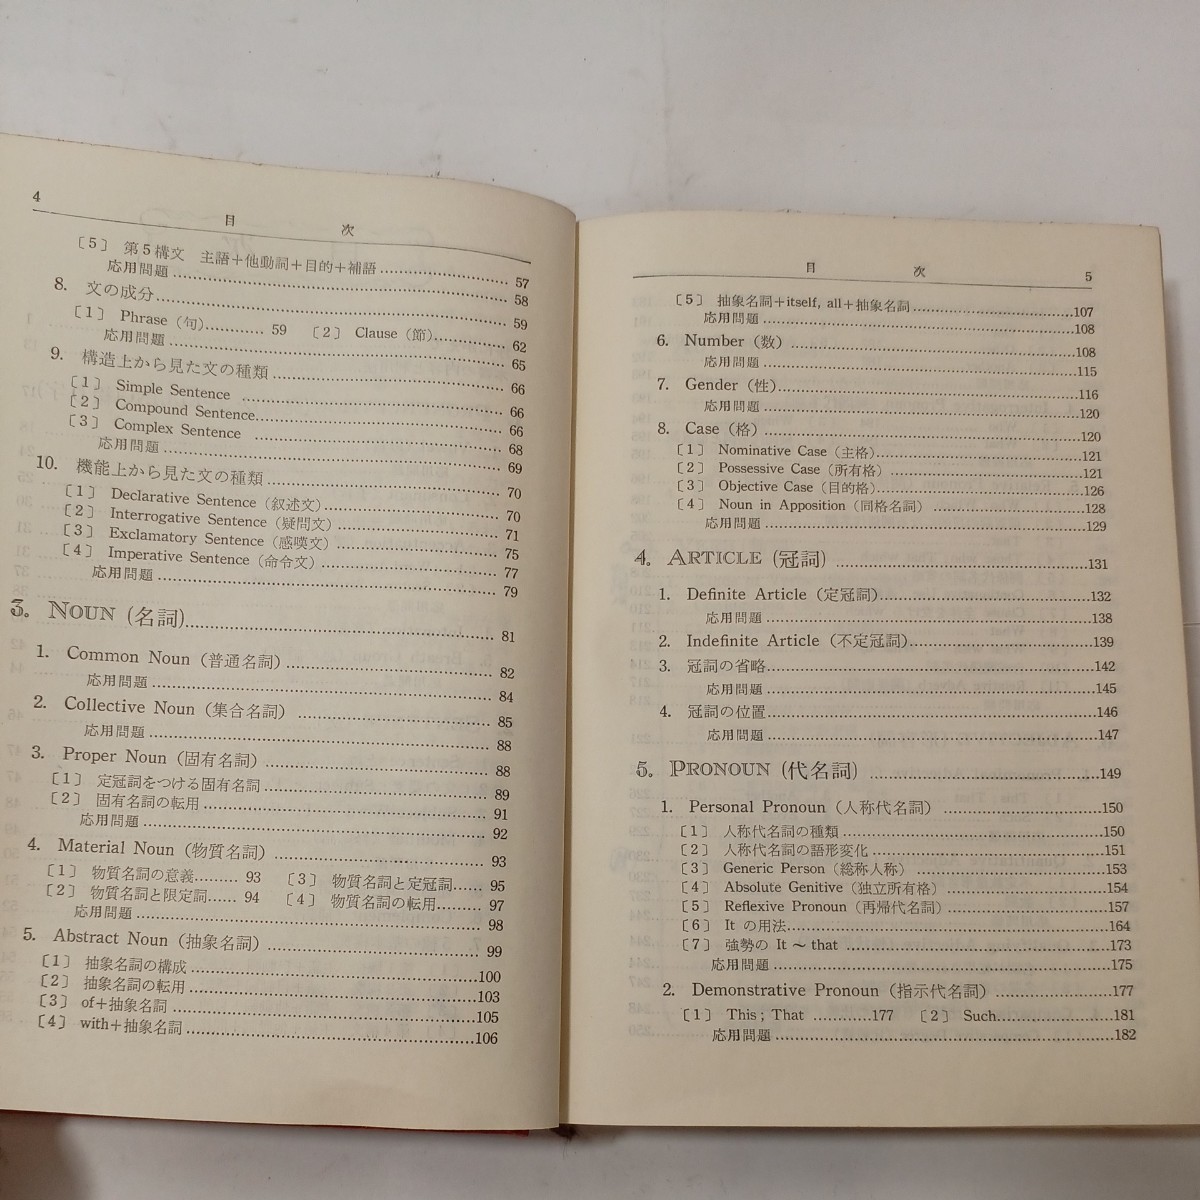 4
目 次
〔5〕 第5構文 主語+他動詞+目的+補語 57
応用問題 58
8. 文の成分 59
〔1〕 Phrase (句) 59 〔2〕 Clause (節) 62
応用問題 65
9. 構造上から見た文の種類 66
〔1〕 Simple Sentence 66
〔2〕 Compound Sentence 66
〔3〕 Complex Sentence 68
応用問題 69
10. 機能上から見た文の種類 70
〔1〕 Declarative Sentence (叙述文) 70
〔2〕 Interrogative Sentence (疑問文) 71
〔3〕 Exclamatory Sentence (感嘆文) 75
〔4〕 Imperative Sentence (命令文) 77
応用問題 79
3. NOUN (名詞) 81
1. Common Noun (普通名詞) 82
応用問題 84
2. Collective Noun (集合名詞) 85
応用問題 88
3. Proper Noun (固有名詞) 88
〔1〕 定冠詞をつける固有名詞 89
〔2〕 固有名詞の転用 91
応用問題 92
4. Material Noun (物質名詞) 93
〔1〕 物質名詞の意義 93 〔3〕 物質名詞と定冠詞 95
〔2〕 物質名詞と限定詞 94 〔4〕 物質名詞の転用 97
応用問題 98
5. Abstract Noun (抽象名詞) 99
〔1〕 抽象名詞の構成 100
〔2〕 抽象名詞の転用 103
〔3〕 of+抽象名詞 105
〔4〕 with+抽象名詞 106
目 次 5
〔5〕 抽象名詞+itself, all+抽象名詞 107
応用問題 108
6. Number (数) 108
応用問題 115
7. Gender (性) 116
応用問題 120
8. Case (格) 120
〔1〕 Nominative Case (主格) 121
〔2〕 Possessive Case (所有格) 121
〔3〕 Objective Case (目的格) 126
〔4〕 Noun in Apposition (同格名詞) 128
応用問題 129
4. ARTICLE (冠詞) 131
1. Definite Article (定冠詞) 132
応用問題 138
2. Indefinite Article (不定冠詞) 139
3. 冠詞の省略 142
応用問題 145
4. 冠詞の位置 146
応用問題 147
5. PRONOUN (代名詞) 149
1. Personal Pronoun (人称代名詞) 150
〔1〕 人称代名詞の種類 150
〔2〕 人称代名詞の語形変化 151
〔3〕 Generic Person (総称人称) 153
〔4〕 Absolute Genitive (独立所有格) 154
〔5〕 Reflexive Pronoun (再帰代名詞) 157
〔6〕 It の用法 164
〔7〕 強勢の It ~ that 173
応用問題 175
2. Demonstrative Pronoun (指示代名詞) 177
〔1〕 This ; That 177 〔2〕 Such 181
応用問題 182